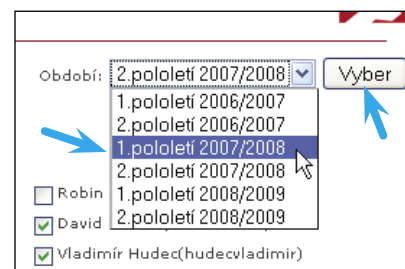 Období: 2.pololetí 2007/2008 Vyber
1.pololetí 2006/2007
2.pololetí 2006/2007
1.pololetí 2007/2008
2.pololetí 2007/2008
Robin 1.pololetí 2008/2009
David 2.pololetí 2008/2009
Vladimír Hudec(hudecvladimir)